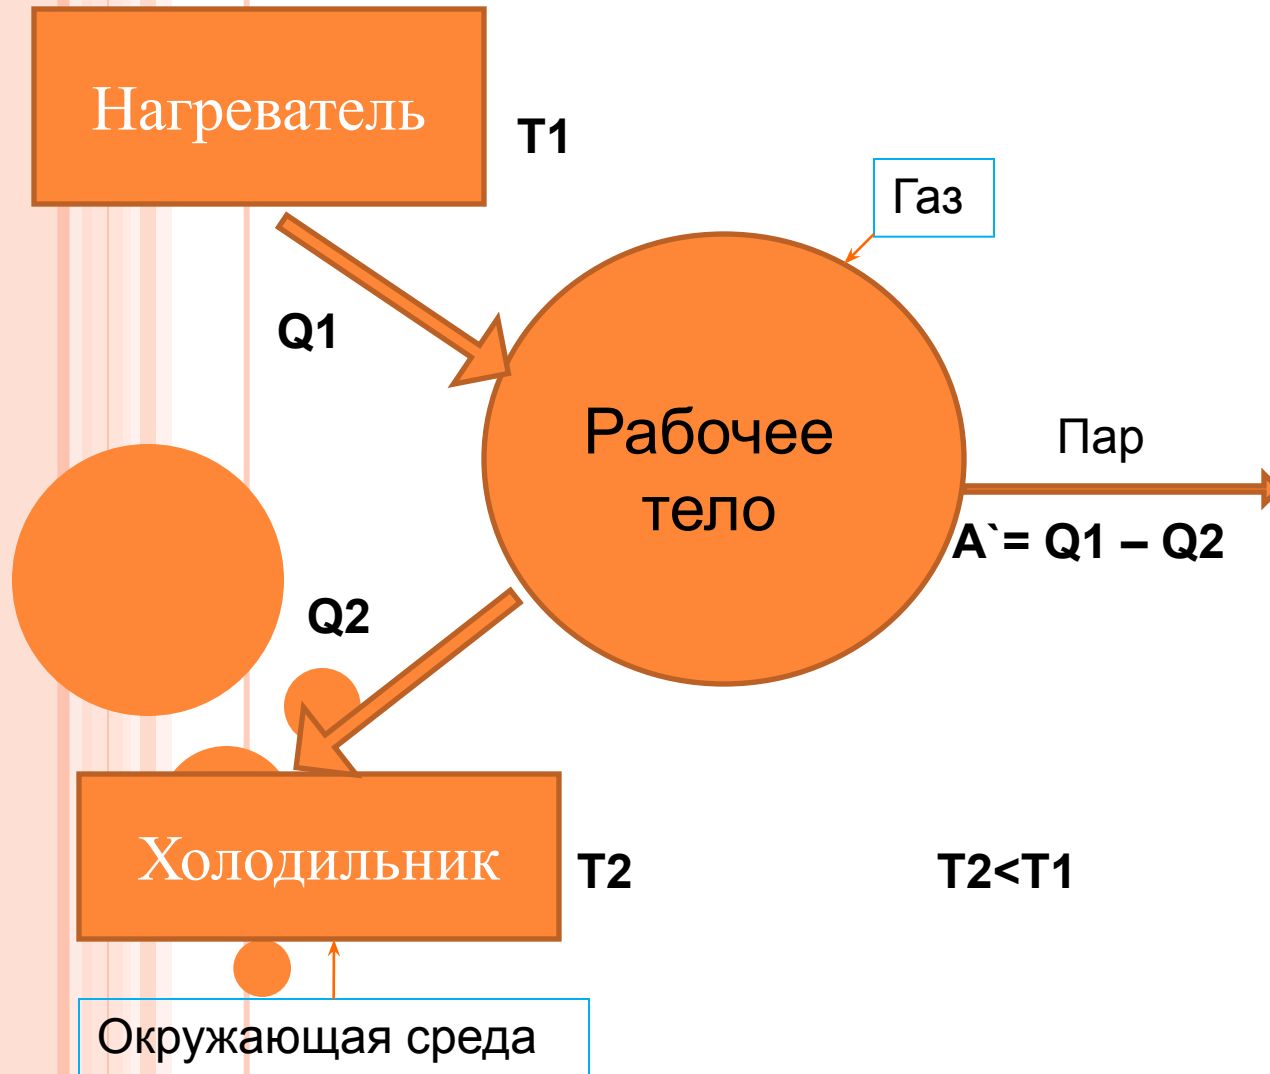 Нагреватель
T1
Газ
Q1
Рабочее
тело
Пар
A`= Q1 – Q2
Q2
Холодильник
T2
T2<T1
Окружающая среда